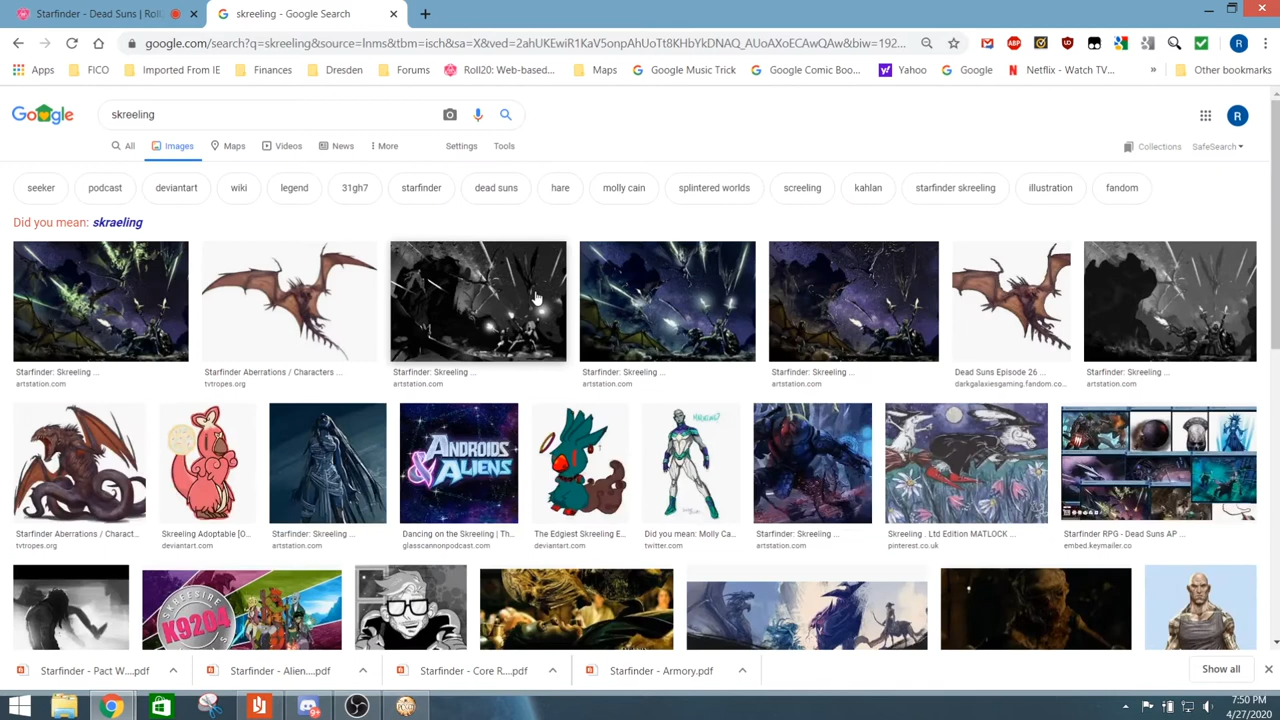 Starfinder - Dead Suns | Roll2
skreeling - Google Search
google.com/search?q=skreeling&source=lnms&tbm=isch&sa=X&ved=2ahUKEwiR1KaV5onpAhUoTt8KHbYkDNAQ_AUoAXoECAwQAw&biw=192...
Apps FICO Imported From IE Finances Dresden Forums Roll20: Web-based... Maps Google Music Trick Google Comic Boo... Yahoo Google Netflix - Watch TV... » Other bookmarks
Google skreeling R
All Images Maps Videos News More Settings Tools Collections SafeSearch
seeker podcast deviantart wiki legend 31gh7 starfinder dead suns hare molly cain splintered worlds screeling kahlan starfinder skreeling illustration fandom
Did you mean: skraeling
Starfinder: Skreeling ... Starfinder Aberrations / Characters ... Starfinder: Skreeling ... Starfinder: Skreeling ... Starfinder: Skreeling ... Dead Suns Episode 26 ... Starfinder: Skreeling ...
artstation.com tvtropes.org artstation.com artstation.com artstation.com darkgalaxiesgaming.fandom.co... artstation.com
ANDROIDS
& ALIENS
Starfinder Aberrations / Charact... Skreeling Adoptable [O... Starfinder: Skreeling ... Dancing on the Skreeling | Th... The Edgiest Skreeling E... Did you mean: Molly Ca... Starfinder: Skreeling ... Skreeling . Ltd Edition MATLOCK ... Starfinder RPG - Dead Suns AP ...
tvtropes.org deviantart.com artstation.com glasscannonpodcast.com deviantart.com twitter.com artstation.com pinterest.co.uk embed.keymailer.co
SKREESIRE
K9204
Starfinder - Pact W....pdf Starfinder - Alien....pdf Starfinder - Core R....pdf Starfinder - Armory.pdf Show all
7:50 PM
4/27/2020